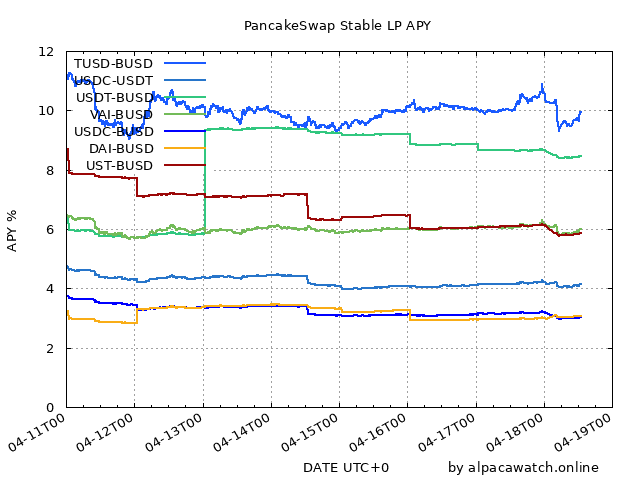 PancakeSwap Stable LP APY
12
10
8
6
4
2
0
APY %
TUSD-BUSD
USDC-USDT
USDT-BUSD
VAI-BUSD
USDC-BUSD
DAI-BUSD
UST-BUSD
04-11T00
04-12T00
04-13T00
04-14T00
04-15T00
04-16T00
04-17T00
04-18T00
04-19T00
DATE UTC+0
by alpacawatch.online